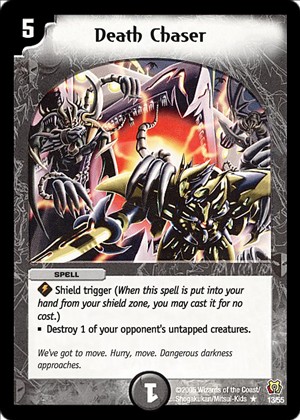 5
Death Chaser
SPELL
Shield trigger (When this spell is put into your
hand from your shield zone, you may cast it for no
cost.)
• Destroy 1 of your opponent's untapped creatures.
We've got to move. Hurry, move. Dangerous darkness
approaches.
1
©2005 Wizards of the Coast/
Shogakukan/Mitsui-Kids ★ 13/55